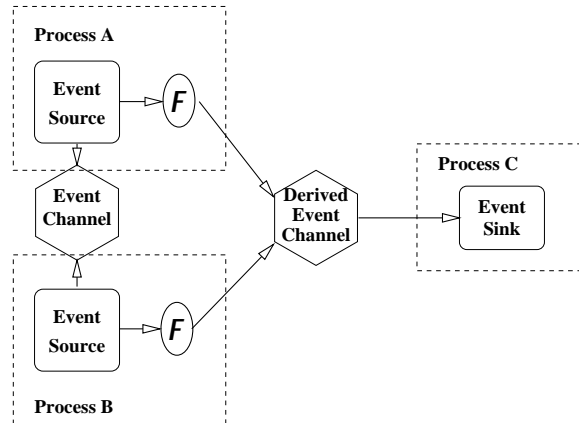 Process A
Event
Source
F
Event
Channel
Derived
Event
Channel
Process C
Event
Sink
Event
Source
F
Process B